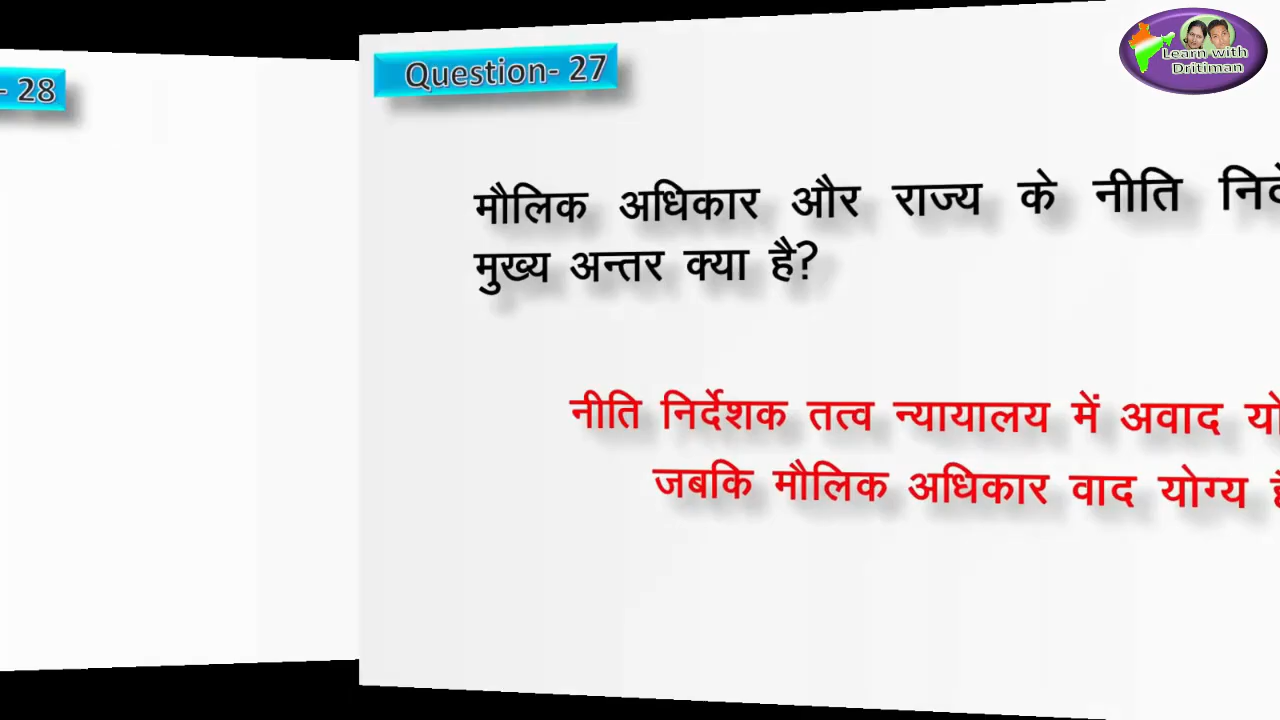 - 28
Question- 27
Learn with
Dritiman
मौलिक अधिकार और राज्य के नीति
मुख्य अन्तर क्या है?
नीति निर्देशक तत्व न्यायालय में अवाद
जबकि मौलिक अधिकार वाद योग्य